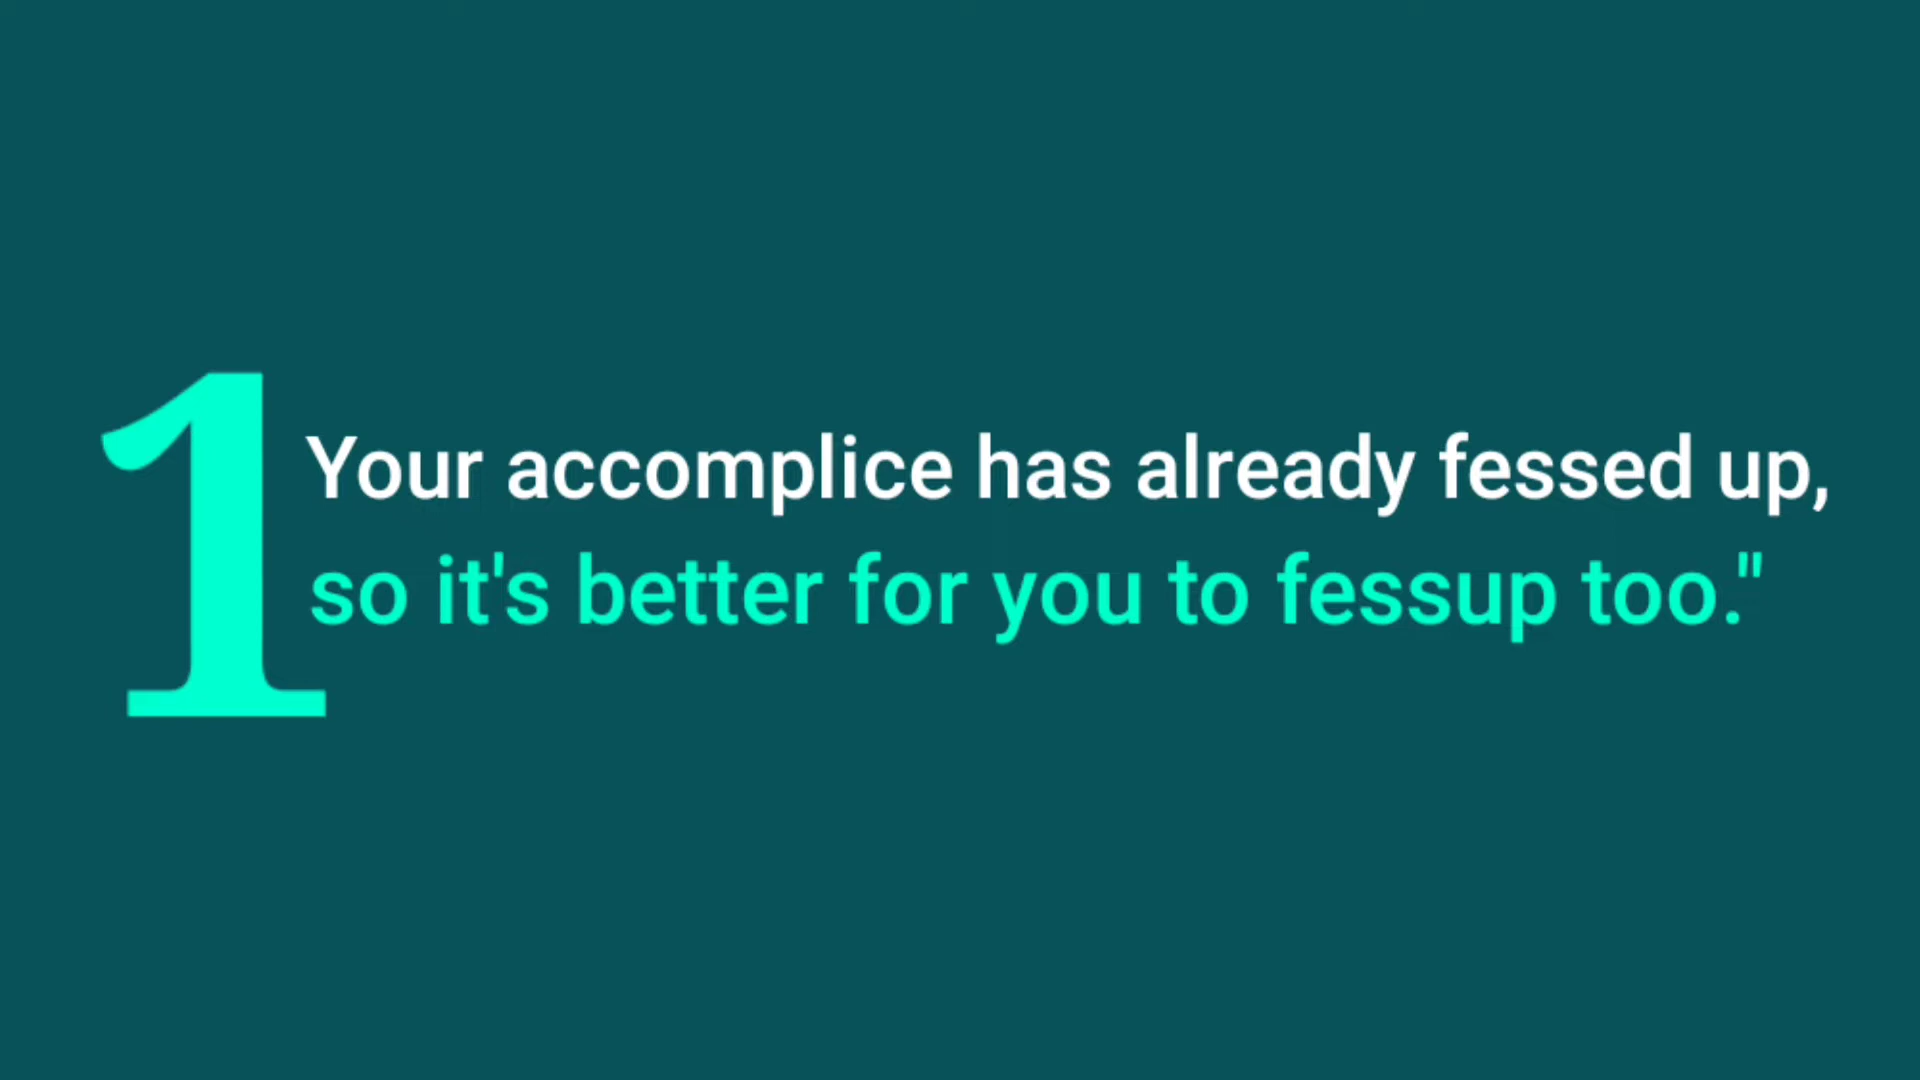 1
Your accomplice has already fessed up,
so it's better for you to fessup too."